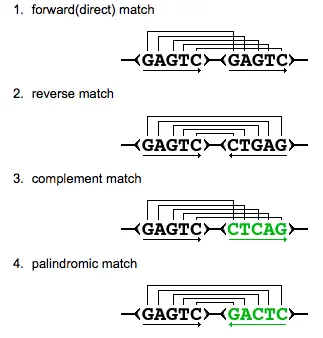 1. forward(direct) match
GAGTC GAGTC
2. reverse match
GAGTC CTGAG
3. complement match
GAGTC CTCAG
4. palindromic match
GAGTC GACTC